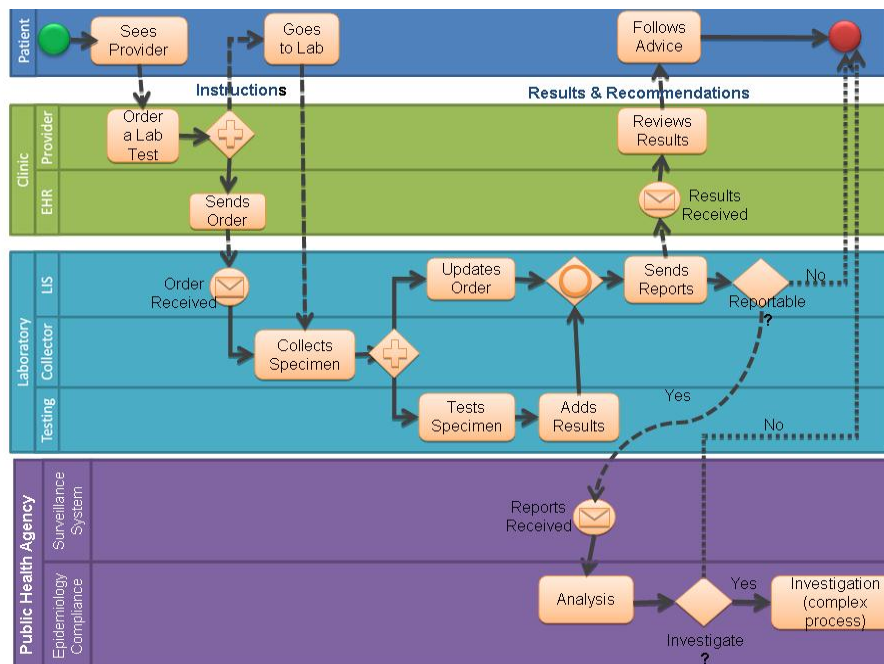 Patient
Sees
Provider
Goes
to Lab
Follows
Advice
Instructions
Results & Recommendations
Clinic
Provider
Order
a Lab
Test
Reviews
Results
EHR
Sends
Order
Results
Received
Laboratory
LIS
Order
Received
Updates
Order
Sends
Reports
No
Reportable
?
Collector
Collects
Specimen
Testing
Tests
Specimen
Adds
Results
Yes
No
Public Health Agency
Surveillance
System
Reports
Received
Epidemiology
Compliance
Analysis
Yes
Investigation
(complex
process)
Investigate
?